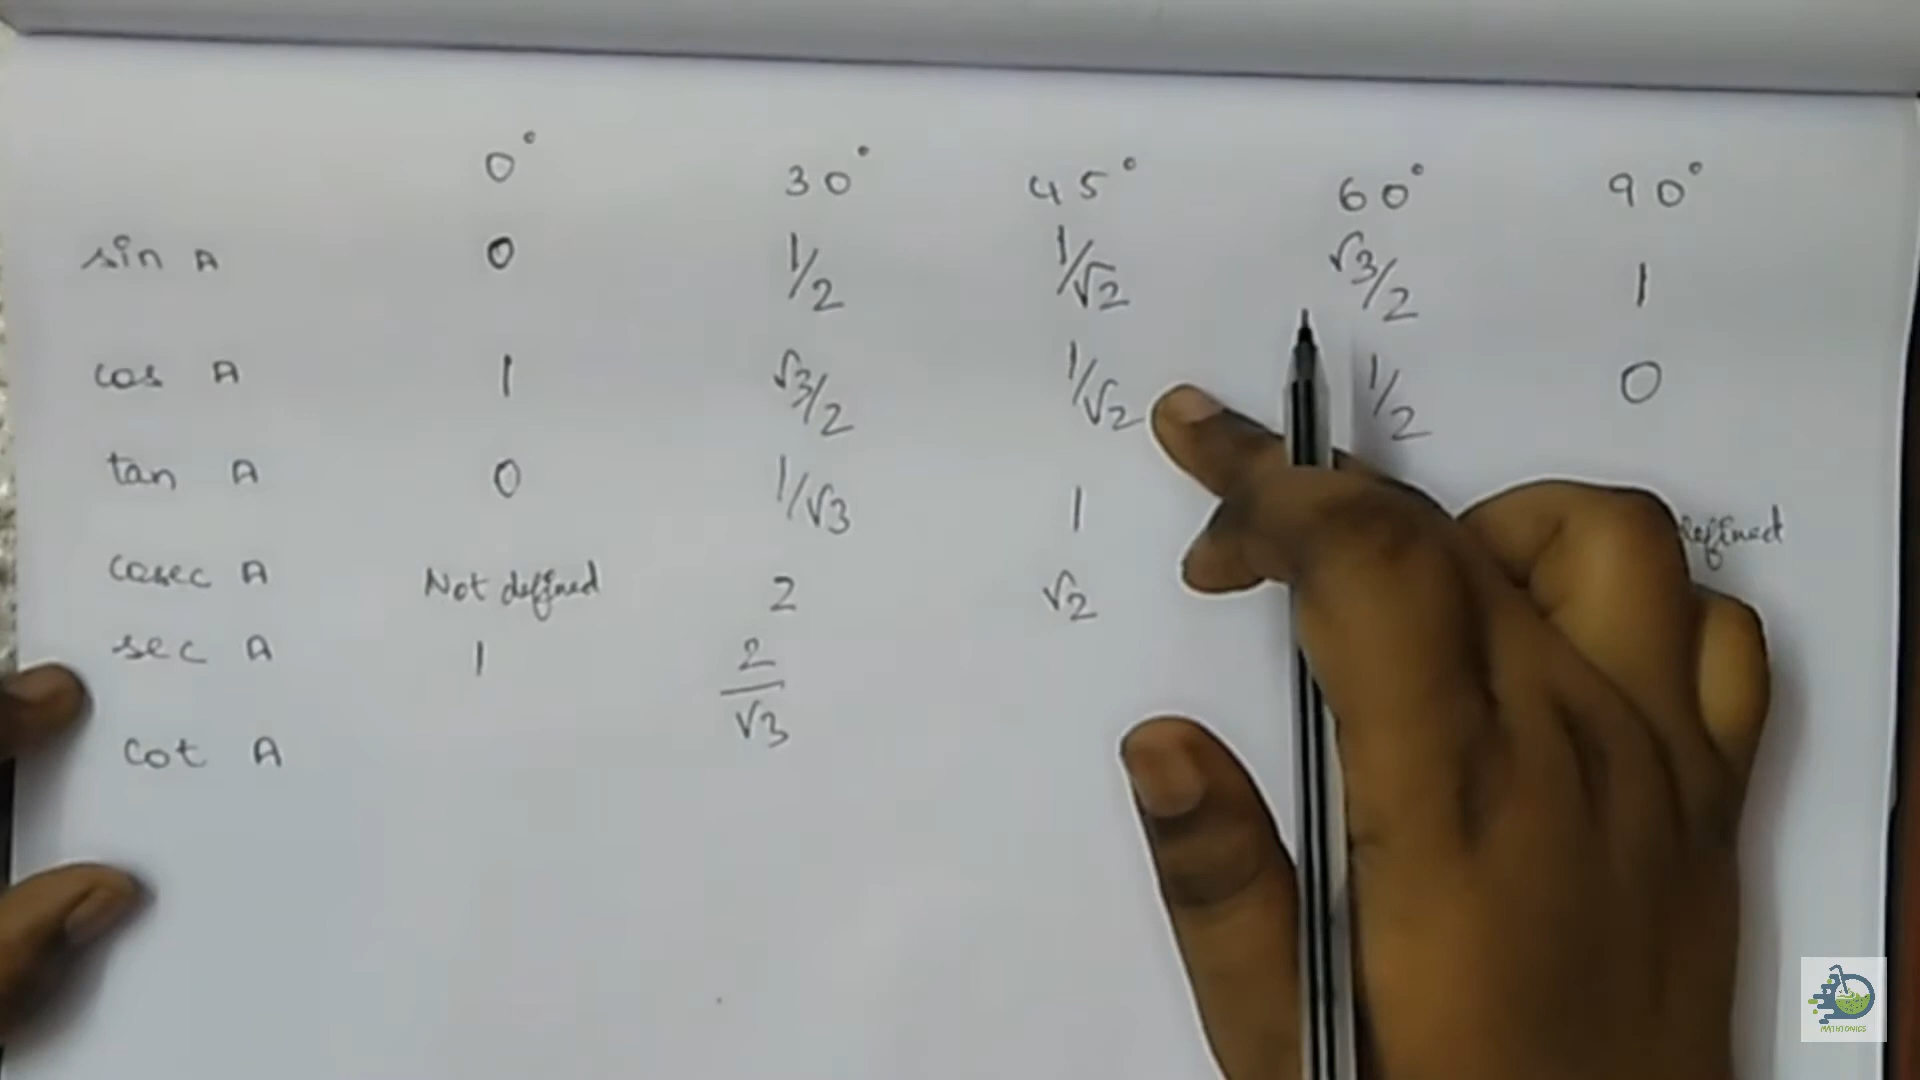 0° 30° 45° 60° 90°
sin A 0 1/2 1/√2 √3/2 1
cos A 1 √3/2 1/√2 1/2 0
tan A 0 1/√3 1 defined
cosec A Not defined 2 √2
sec A 1 2/√3
cot A
MATHTONICS